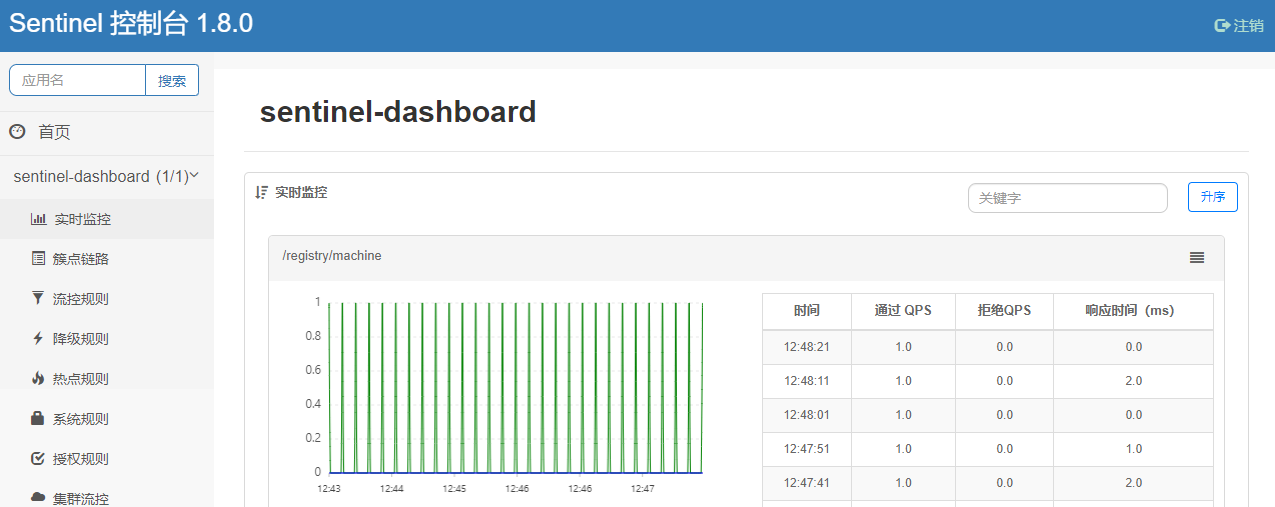 Sentinel 控制台 1.8.0
注销
应用名
搜索
首页
sentinel-dashboard (1/1)
实时监控
簇点链路
流控规则
降级规则
热点规则
系统规则
授权规则
集群流控
sentinel-dashboard
实时监控
关键字
升序
/registry/machine
1
0.8
0.6
0.4
0.2
0
12:43 12:44 12:45 12:46 12:46 12:47
时间 通过 QPS 拒绝QPS 响应时间（ms）
12:48:21 1.0 0.0 0.0
12:48:11 1.0 0.0 2.0
12:48:01 1.0 0.0 0.0
12:47:51 1.0 0.0 1.0
12:47:41 1.0 0.0 2.0